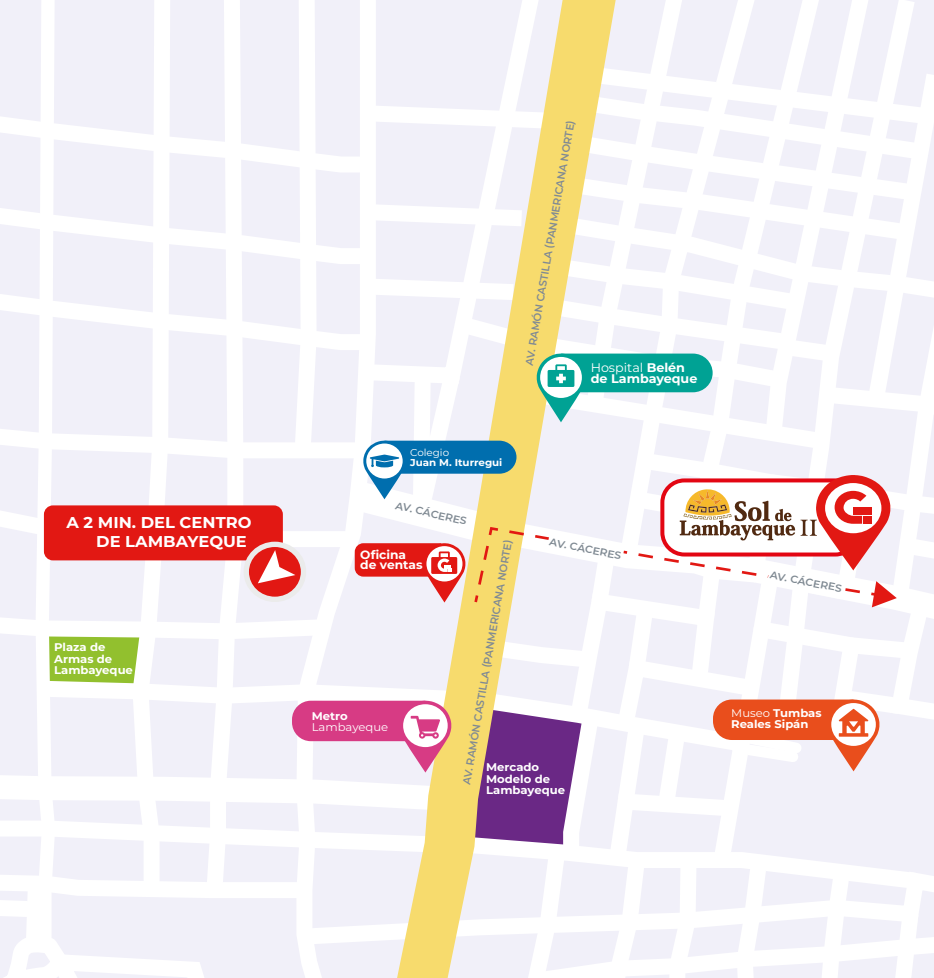 AV. RAMÓN CASTILLA (PANMERICANA NORTE)
Hospital Belén
de Lambayeque
Colegio
Juan M. Iturregui
AV. CÁCERES
Sol de
Lambayeque II
G
A 2 MIN. DEL CENTRO
DE LAMBAYEQUE
Oficina
de ventas
G
AV. CÁCERES
AV. CÁCERES
AV. RAMÓN CASTILLA (PANMERICANA NORTE)
Plaza de
Armas de
Lambayeque
Metro
Lambayeque
Museo Tumbas
Reales Sipán
Mercado
Modelo de
Lambayeque